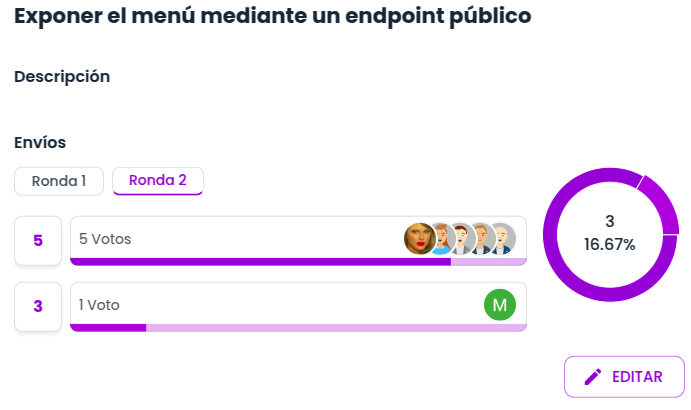 Exponer el menú mediante un endpoint público
Descripción
Envíos
Ronda 1
Ronda 2
5
5 Votos
3
1 Voto
M
3
16.67%
EDITAR